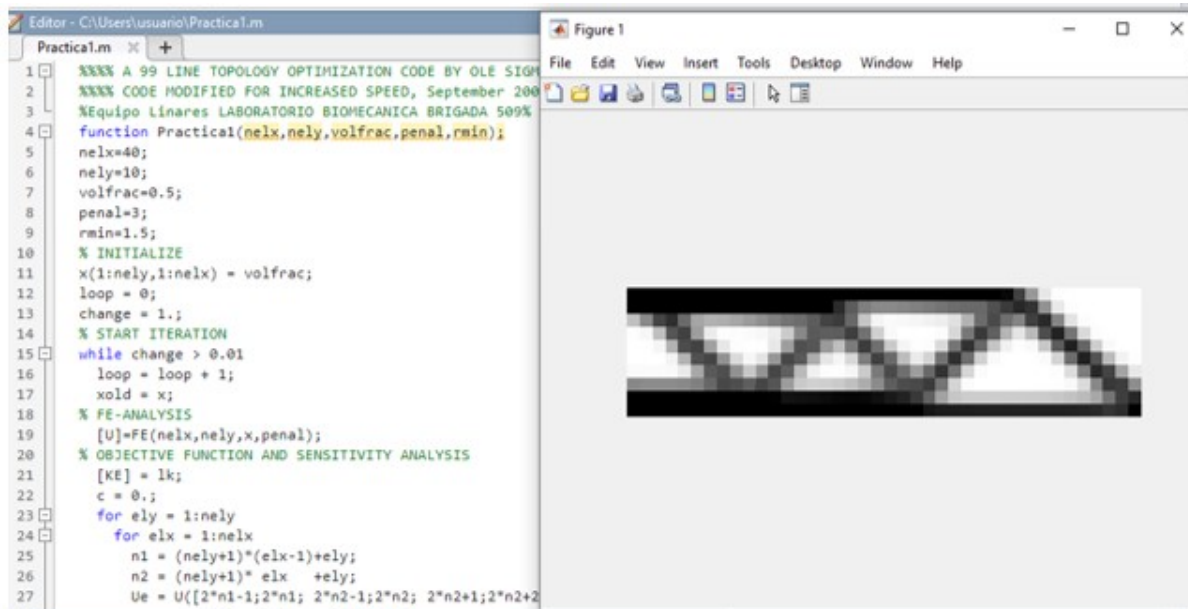 Editor - C:\Users\usuario\Practica1.m
Practica1.m
1 %%%% A 99 LINE TOPOLOGY OPTIMIZATION CODE BY OLE SIGM
2 %%%% CODE MODIFIED FOR INCREASED SPEED, September 200
3 %Equipo Linares LABORATORIO BIOMECANICA BRIGADA 509%
4 function Practica1(nelx,nely,volfrac,penal,rmin);
5 nelx=40;
6 nely=10;
7 volfrac=0.5;
8 penal=3;
9 rmin=1.5;
10 % INITIALIZE
11 x(1:nely,1:nelx) = volfrac;
12 loop = 0;
13 change = 1.;
14 % START ITERATION
15 while change > 0.01
16 loop = loop + 1;
17 xold = x;
18 % FE-ANALYSIS
19 [U]=FE(nelx,nely,x,penal);
20 % OBJECTIVE FUNCTION AND SENSITIVITY ANALYSIS
21 [KE] = lk;
22 c = 0.;
23 for ely = 1:nely
24 for elx = 1:nelx
25 n1 = (nely+1)*(elx-1)+ely;
26 n2 = (nely+1)* elx +ely;
27 Ue = U([2*n1-1;2*n1; 2*n2-1;2*n2; 2*n2+1;2*n2+2
Figure 1
File Edit View Insert Tools Desktop Window Help